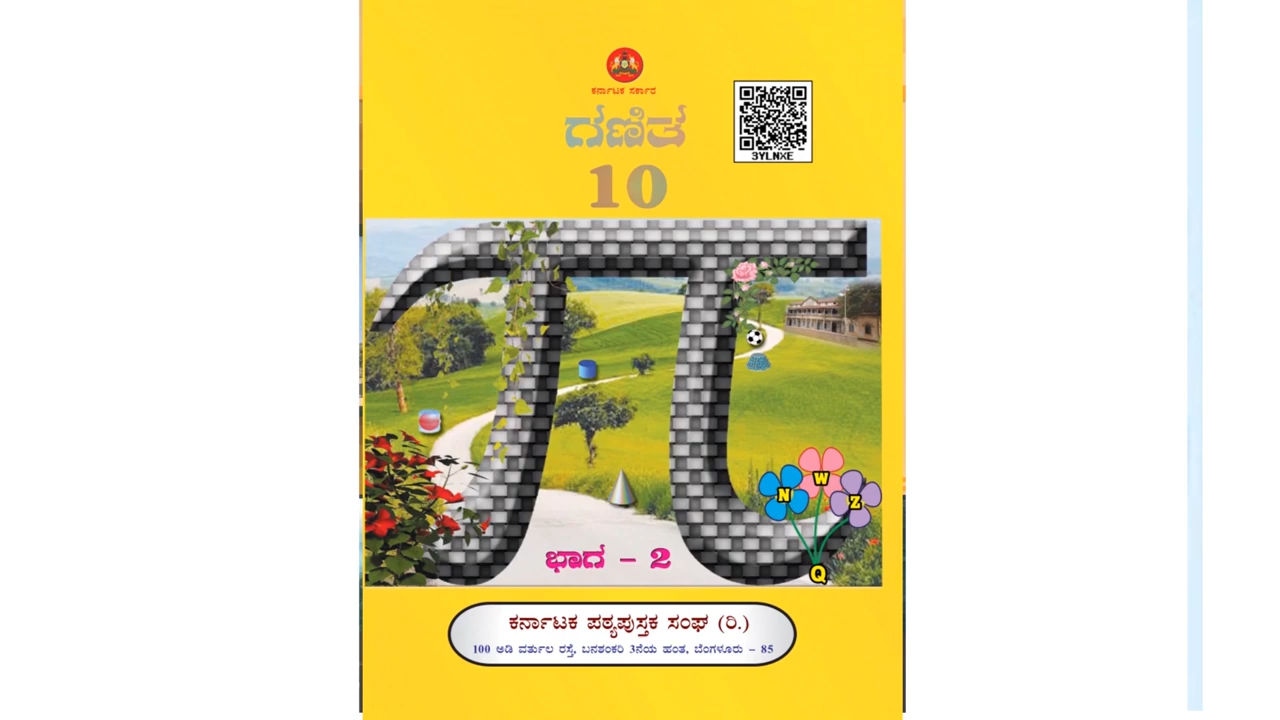 ಕರ್ನಾಟಕ ಸರ್ಕಾರ
ಗಣಿತ
10
3YLNXE
N
W
Z
Q
ಭಾಗ – 2
ಕರ್ನಾಟಕ ಪಠ್ಯಪುಸ್ತಕ ಸಂಘ (ರಿ.)
100 ಅಡಿ ವರ್ತುಲ ರಸ್ತೆ, ಬನಶಂಕರಿ 3ನೆಯ ಹಂತ, ಬೆಂಗಳೂರು – 85